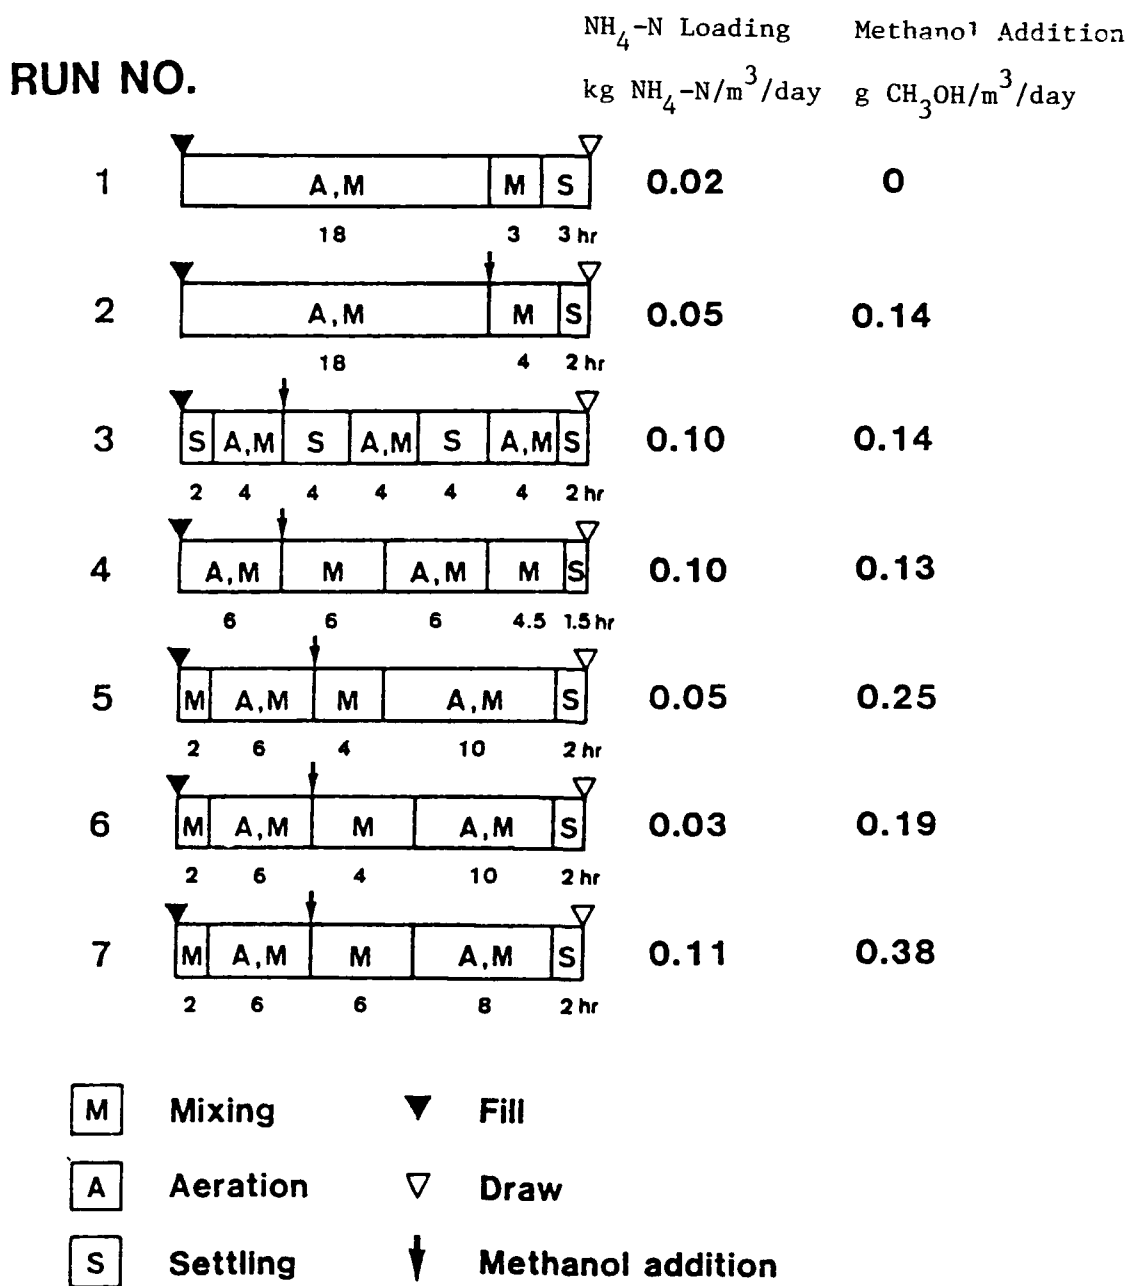 NH4-N Loading Methanol Addition
RUN NO.
kg NH4-N/m3/day g CH3OH/m3/day
1 A,M M S 0.02 0
18 3 3 hr
2 A,M M S 0.05 0.14
18 4 2 hr
3 S A,M S A,M S A,M S 0.10 0.14
2 4 4 4 4 4 2 hr
4 A,M M A,M M S 0.10 0.13
6 6 6 4.5 1.5 hr
5 M A,M M A,M S 0.05 0.25
2 6 4 10 2 hr
6 M A,M M A,M S 0.03 0.19
2 6 4 10 2 hr
7 M A,M M A,M S 0.11 0.38
2 6 6 8 2 hr
M Mixing ▼ Fill
A Aeration ▽ Draw
S Settling ↓ Methanol addition